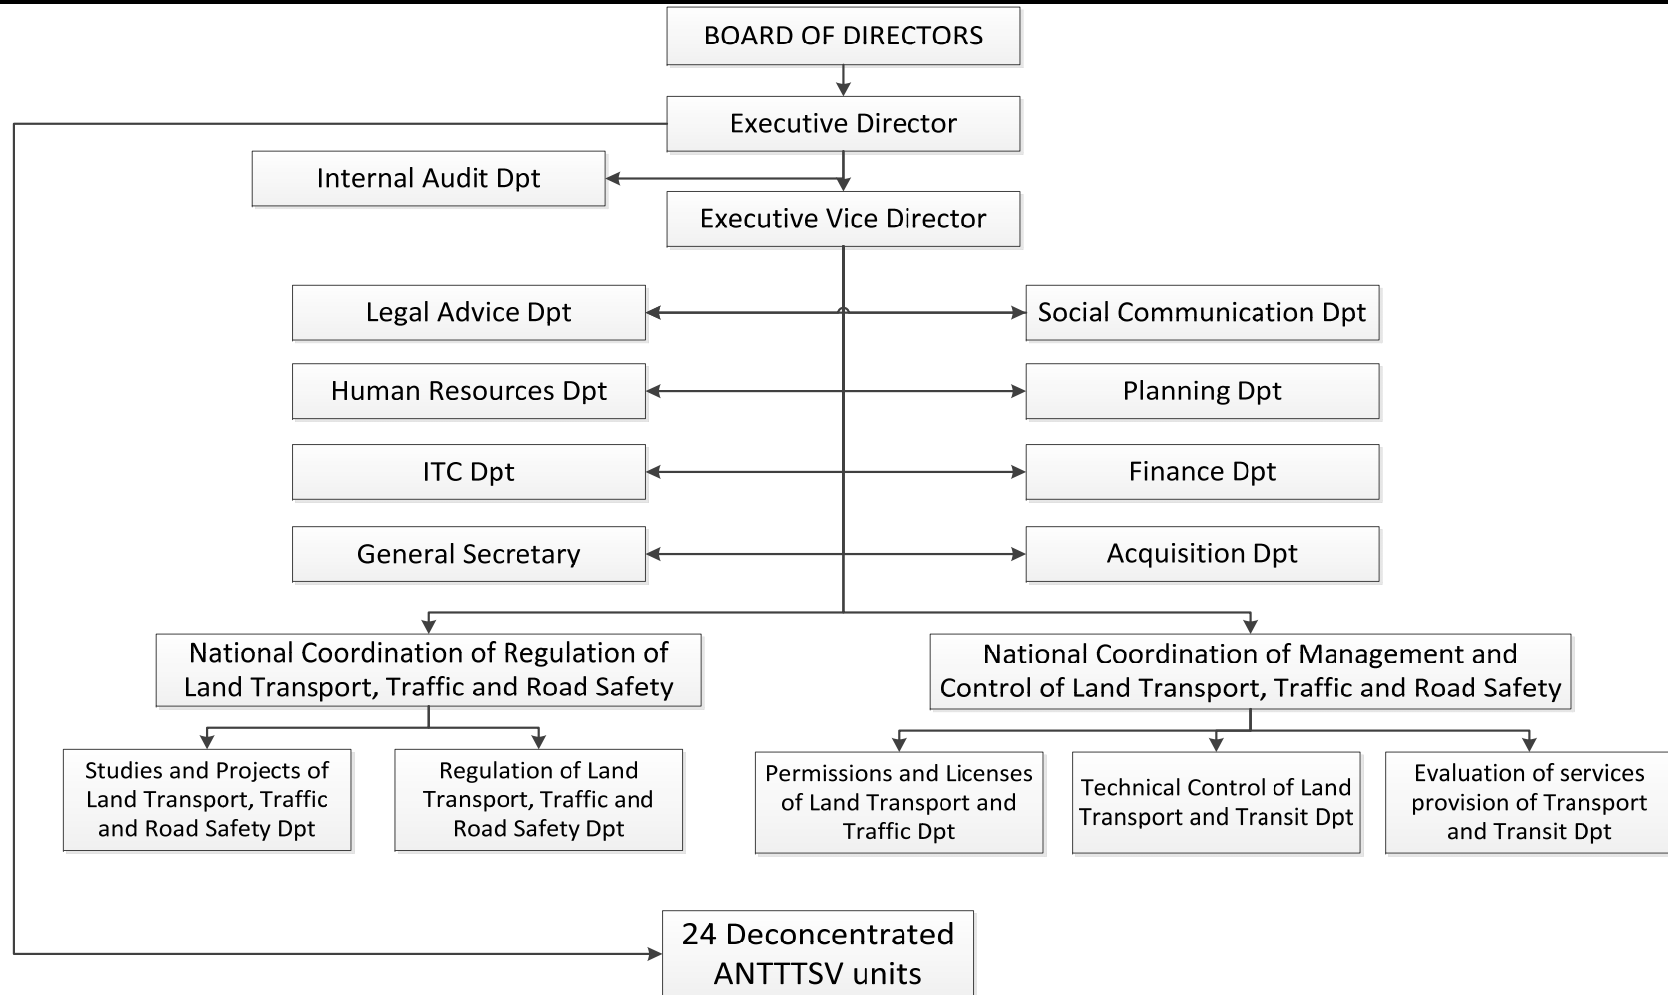 BOARD OF DIRECTORS
Executive Director
Internal Audit Dpt
Executive Vice Director
Legal Advice Dpt
Social Communication Dpt
Human Resources Dpt
Planning Dpt
ITC Dpt
Finance Dpt
General Secretary
Acquisition Dpt
National Coordination of Regulation of
Land Transport, Traffic and Road Safety
National Coordination of Management and
Control of Land Transport, Traffic and Road Safety
Studies and Projects of
Land Transport, Traffic
and Road Safety Dpt
Regulation of Land
Transport, Traffic and
Road Safety Dpt
Permissions and Licenses
of Land Transport and
Traffic Dpt
Technical Control of Land
Transport and Transit Dpt
Evaluation of services
provision of Transport
and Transit Dpt
24 Deconcentrated
ANTTTSV units